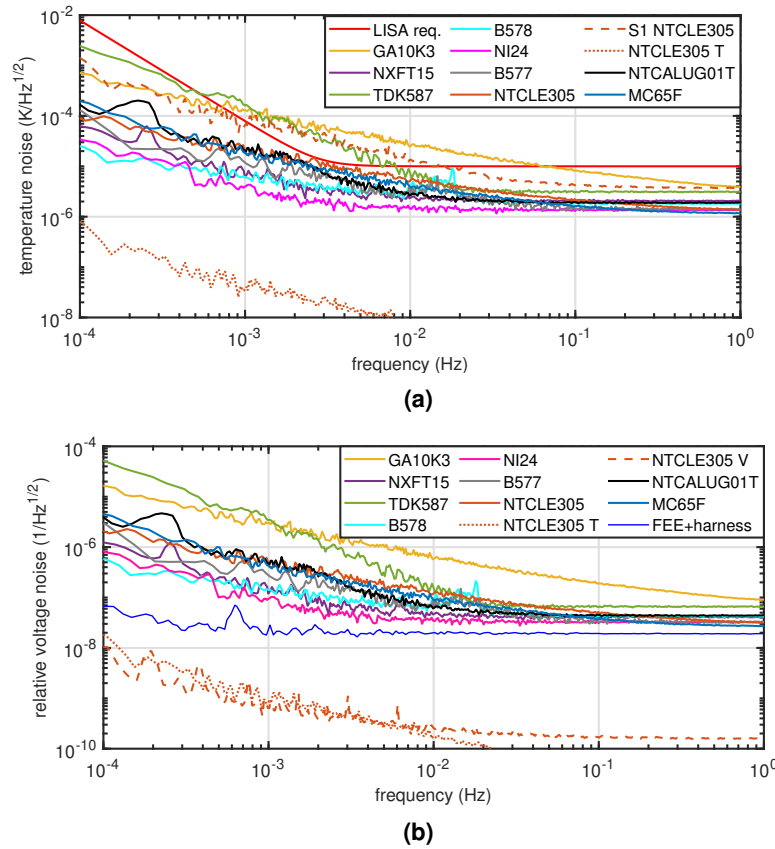 10^-2
LISA req.
GA10K3
NXFT15
TDK587
B578
NI24
B577
NTCLE305
S1 NTCLE305
NTCLE305 T
NTCALUG01T
MC65F
10^-4
10^-6
10^-8
temperature noise (K/Hz^1/2)
10^-4
10^-3
10^-2
10^-1
10^0
frequency (Hz)
(a)
10^-4
GA10K3
NXFT15
TDK587
B578
NI24
B577
NTCLE305
NTCLE305 T
NTCLE305 V
NTCALUG01T
MC65F
FEE+harness
10^-6
10^-8
10^-10
relative voltage noise (1/Hz^1/2)
10^-4
10^-3
10^-2
10^-1
10^0
frequency (Hz)
(b)